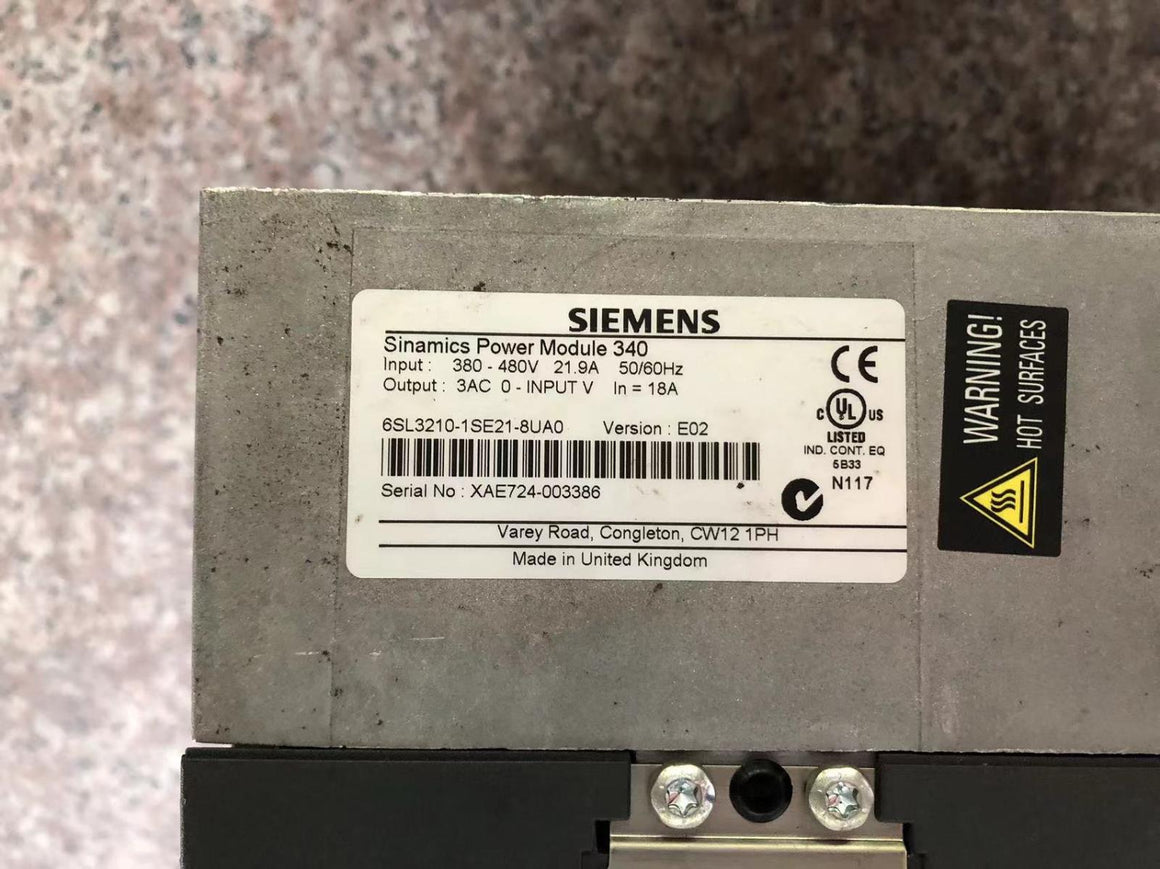 SIEMENS
Sinamics Power Module 340
Input : 380 - 480V 21.9A 50/60Hz
Output : 3AC 0 - INPUT V In = 18A
6SL3210-1SE21-8UA0 Version : E02
Serial No : XAE724-003386
Varey Road, Congleton, CW12 1PH
Made in United Kingdom
CE
C UL US
LISTED
IND. CONT. EQ
5B33
N117
WARNING!
HOT SURFACES